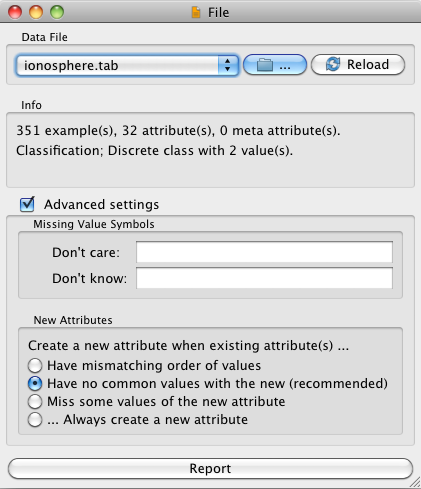 File
Data File
ionosphere.tab
...
Reload
Info
351 example(s), 32 attribute(s), 0 meta attribute(s).
Classification; Discrete class with 2 value(s).
Advanced settings
Missing Value Symbols
Don't care:
Don't know:
New Attributes
Create a new attribute when existing attribute(s) ...
Have mismatching order of values
Have no common values with the new (recommended)
Miss some values of the new attribute
... Always create a new attribute
Report